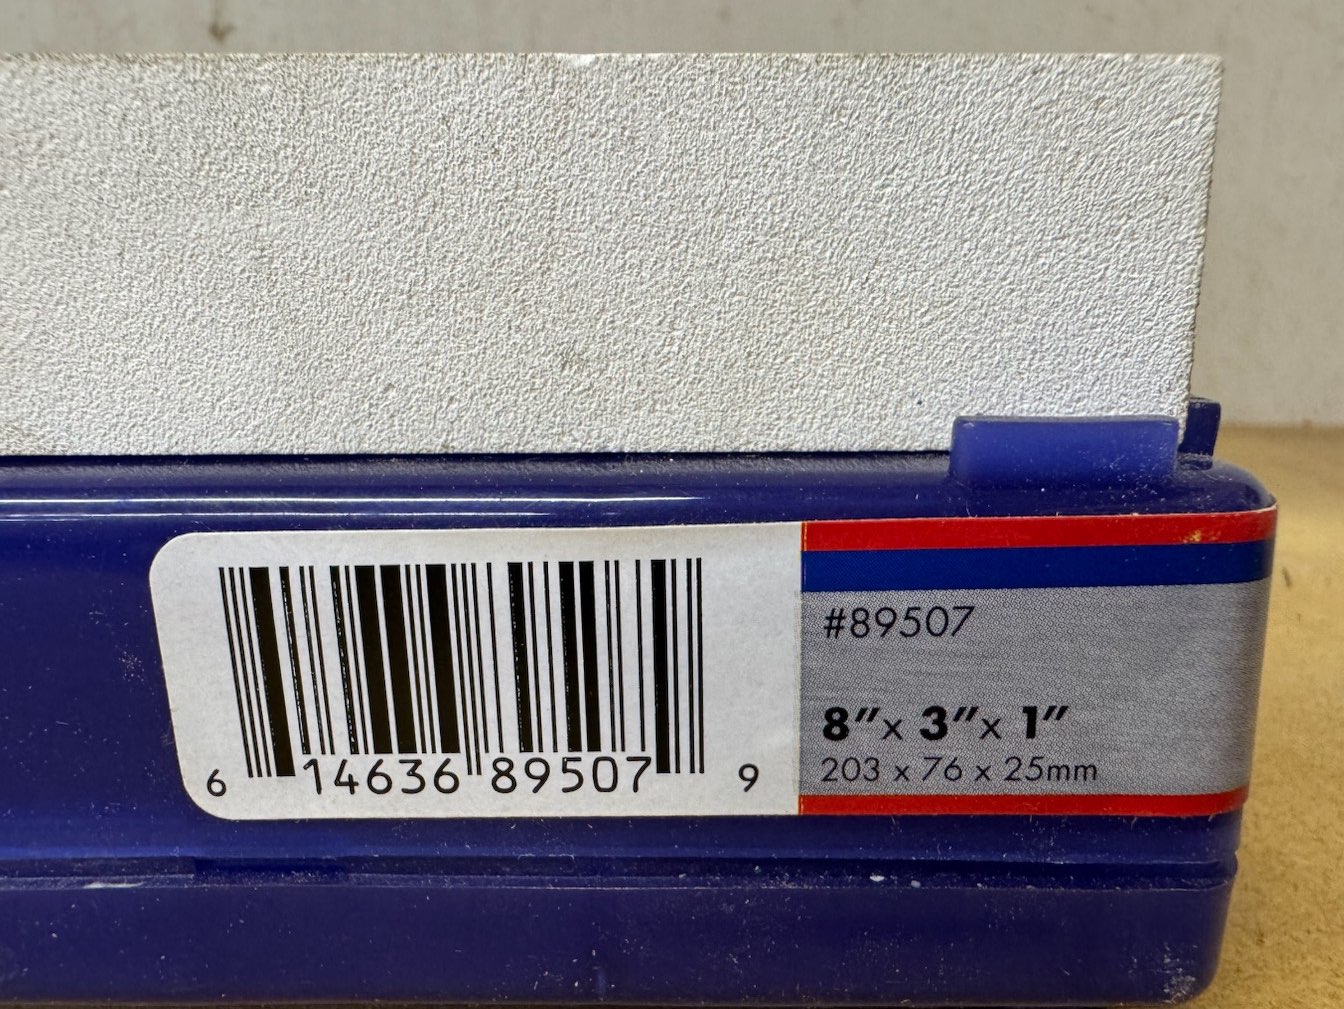 6 14636 89507 9
#89507
8″ x 3″ x 1″
203 x 76 x 25mm